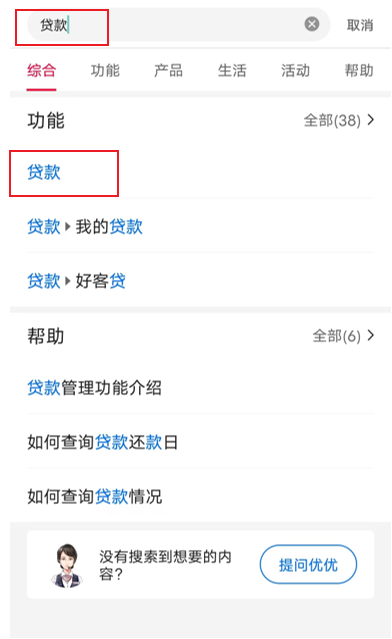 贷款 取消
综合 功能 产品 生活 活动 帮助
功能 全部(38)
贷款
贷款 我的贷款
贷款 好客贷
帮助 全部(6)
贷款管理功能介绍
如何查询贷款还款日
如何查询贷款情况
没有搜索到想要的内
容?
提问优优